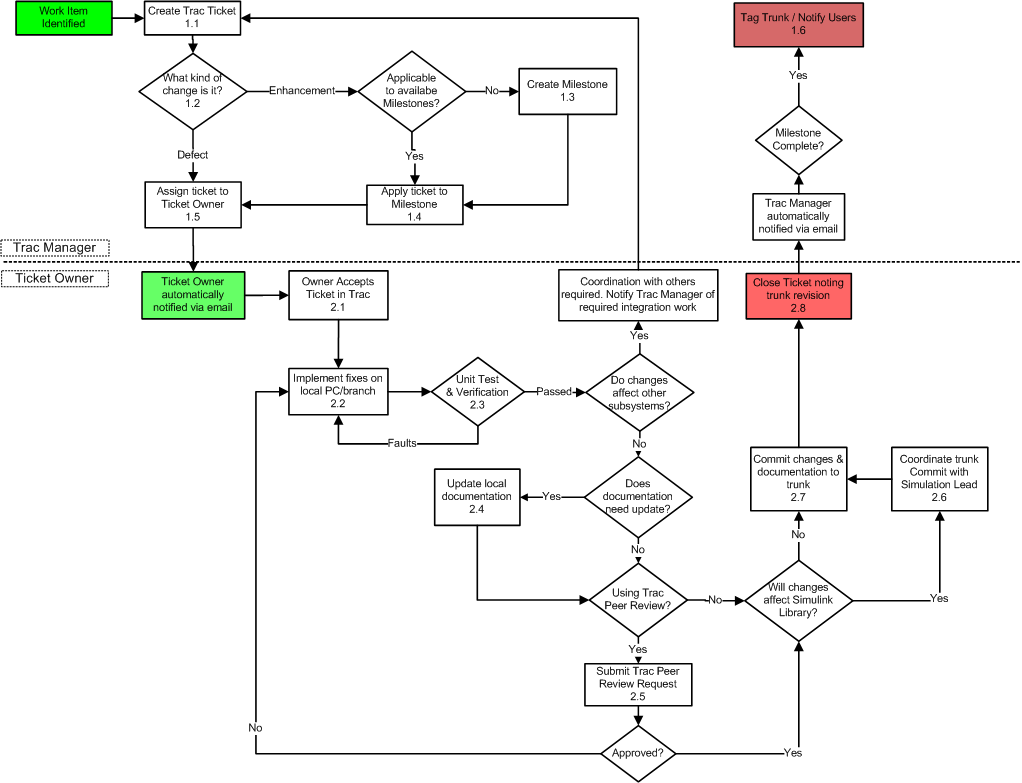 Work Item
Identified
Create Trac Ticket
1.1
What kind of
change is it?
1.2
Enhancement
Applicable
to availabe
Milestones?
No
Create Milestone
1.3
Defect
Yes
Assign ticket to
Ticket Owner
1.5
Apply ticket to
Milestone
1.4
Tag Trunk / Notify Users
1.6
Yes
Milestone
Complete?
Trac Manager
automatically
notified via email
Trac Manager
Ticket Owner
Ticket Owner
automatically
notified via email
Owner Accepts
Ticket in Trac
2.1
Coordination with others
required. Notify Trac Manager of
required integration work
Close Ticket noting
trunk revision
2.8
Yes
Implement fixes on
local PC/branch
2.2
Unit Test
& Verification
2.3
Passed
Do changes
affect other
subsystems?
Faults
No
Update local
documentation
2.4
Yes
Does
documentation
need update?
Commit changes &
documentation to
trunk
2.7
Coordinate trunk
Commit with
Simulation Lead
2.6
No
No
Using Trac
Peer Review?
No
Will changes
affect Simulink
Library?
Yes
Yes
Submit Trac Peer
Review Request
2.5
No
Approved?
Yes